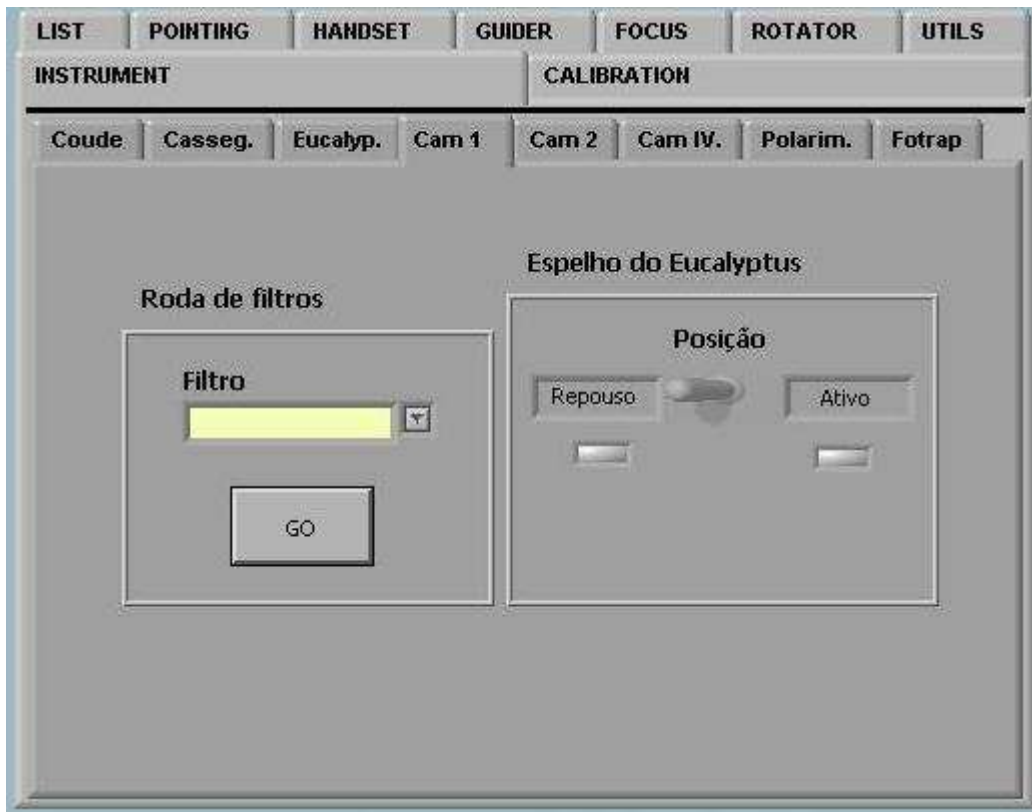 LIST POINTING HANDSET GUIDER FOCUS ROTATOR UTILS
INSTRUMENT CALIBRATION
Coude Casseg. Eucalyp. Cam 1 Cam 2 Cam IV. Polarim. Fotrap
Roda de filtros
Filtro
GO
Espelho do Eucalyptus
Posição
Repouso Ativo